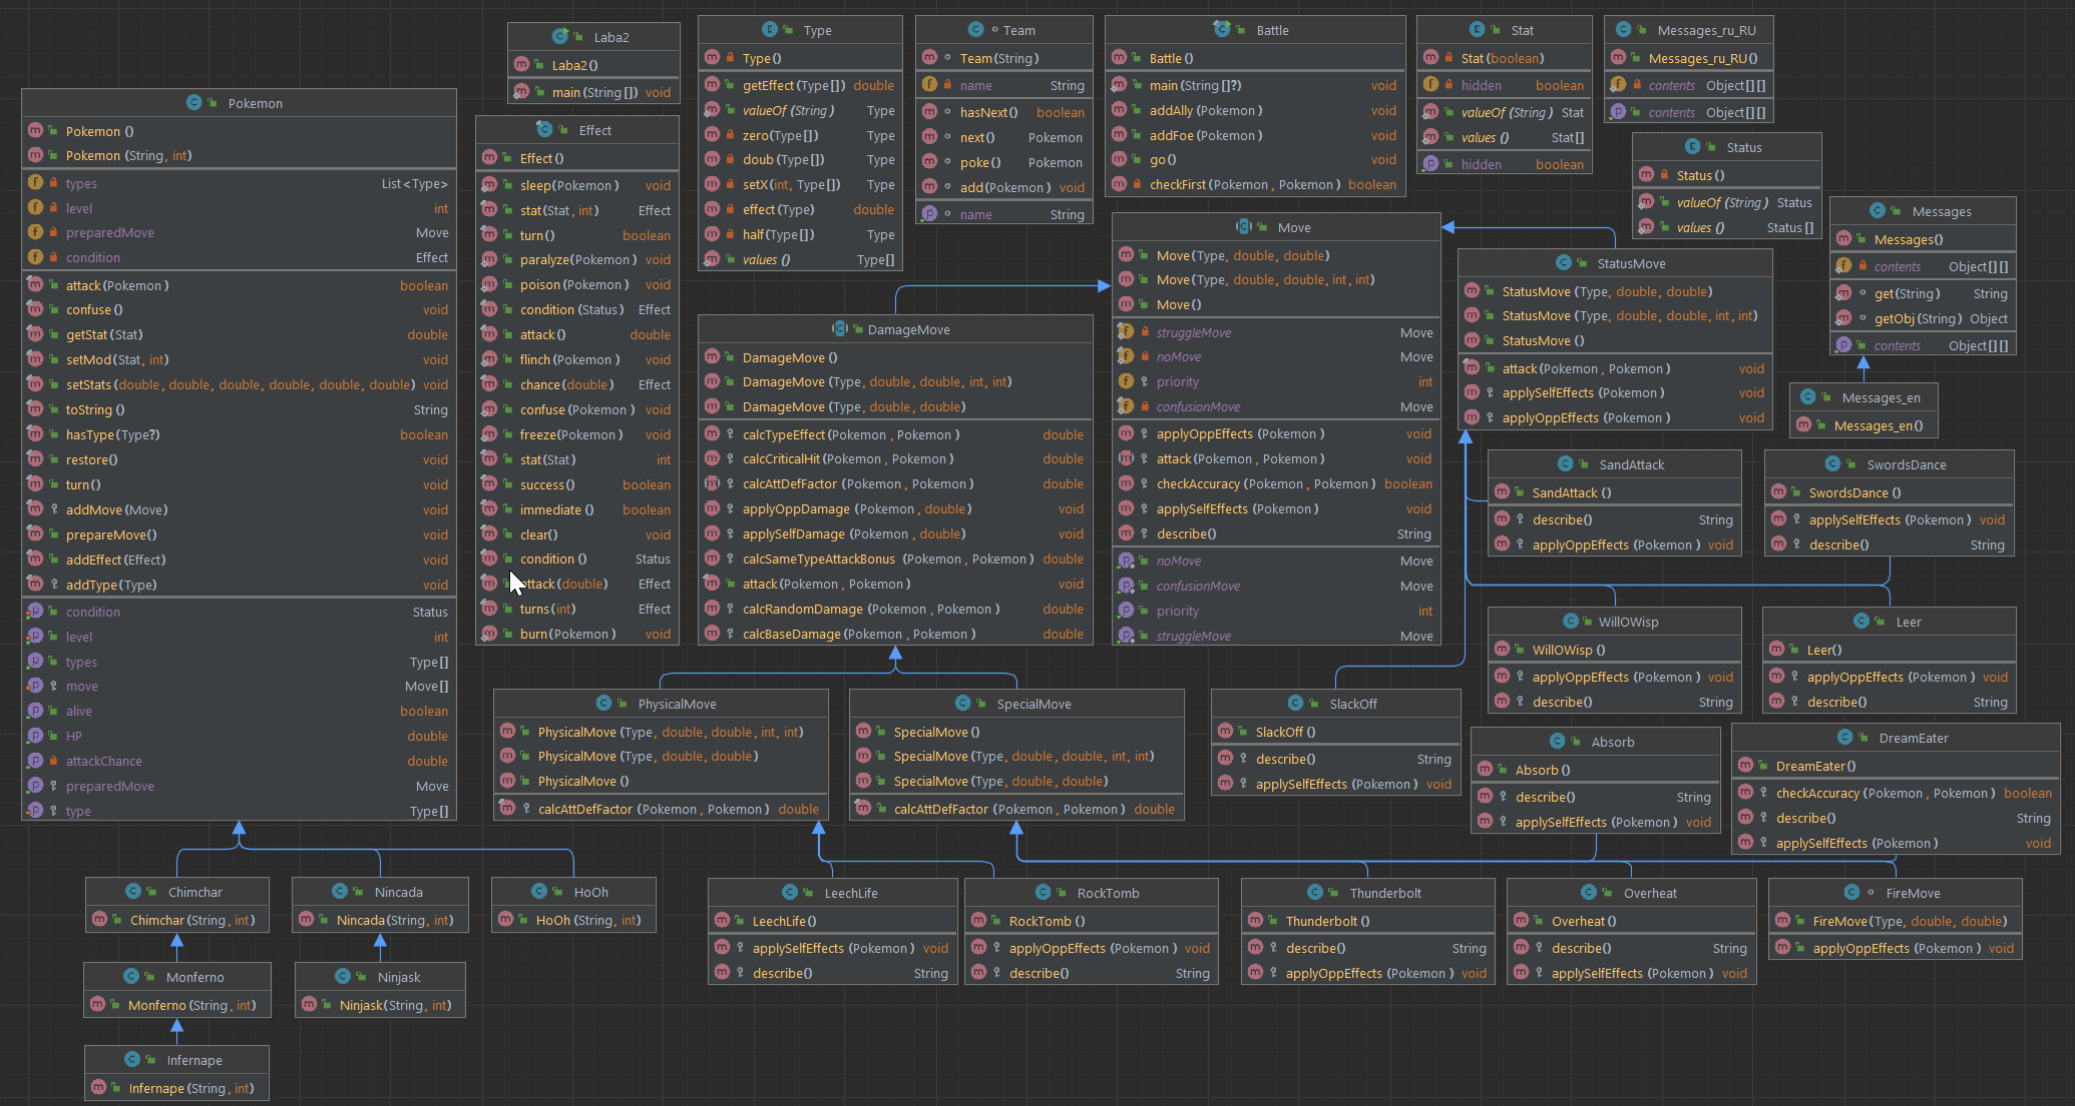 Laba2
Laba2()
main(String[]) void
Type
Type()
getEffect(Type[]) double
valueOf(String) Type
zero(Type[]) Type
doub(Type[]) Type
setX(int, Type[]) Type
effect(Type) double
half(Type[]) Type
values() Type[]
Team
Team(String)
name String
hasNext() boolean
next() Pokemon
poke() Pokemon
add(Pokemon) void
name String
Battle
Battle()
main(String[]?) void
addAlly(Pokemon) void
addFoe(Pokemon) void
go() void
checkFirst(Pokemon, Pokemon) boolean
Stat
Stat(boolean)
hidden boolean
valueOf(String) Stat
values() Stat[]
hidden boolean
Messages_ru_RU
Messages_ru_RU()
contents Object[][]
contents Object[][]
Status
Status()
valueOf(String) Status
values() Status[]
Messages
Messages()
contents Object[][]
get(String) String
getObj(String) Object
contents Object[][]
Messages_en
Messages_en()
Pokemon
Pokemon()
Pokemon(String, int)
types List<Type>
level int
preparedMove Move
condition Effect
attack(Pokemon) boolean
confuse() void
getStat(Stat) double
setMod(Stat, int) void
setStats(double, double, double, double, double, double) void
toString() String
hasType(Type?) boolean
restore() void
turn() void
addMove(Move) void
prepareMove() void
addEffect(Effect) void
addType(Type) void
condition Status
level int
types Type[]
move Move[]
alive boolean
HP double
attackChance double
preparedMove Move
type Type[]
Effect
Effect()
sleep(Pokemon) void
stat(Stat, int) Effect
turn() boolean
paralyze(Pokemon) void
poison(Pokemon) void
condition(Status) Effect
attack() double
flinch(Pokemon) void
chance(double) Effect
confuse(Pokemon) void
freeze(Pokemon) void
stat(Stat) int
success() boolean
immediate() boolean
clear() void
condition() Status
attack(double) Effect
turns(int) Effect
burn(Pokemon) void
DamageMove
DamageMove()
DamageMove(Type, double, double, int, int)
DamageMove(Type, double, double)
calcTypeEffect(Pokemon, Pokemon) double
calcCriticalHit(Pokemon, Pokemon) double
calcAttDefFactor(Pokemon, Pokemon) double
applyOppDamage(Pokemon, double) void
applySelfDamage(Pokemon, double) void
calcSameTypeAttackBonus(Pokemon, Pokemon) double
attack(Pokemon, Pokemon) void
calcRandomDamage(Pokemon, Pokemon) double
calcBaseDamage(Pokemon, Pokemon) double
Move
Move(Type, double, double)
Move(Type, double, double, int, int)
Move()
struggleMove Move
noMove Move
priority int
confusionMove Move
applyOppEffects(Pokemon) void
attack(Pokemon, Pokemon) void
checkAccuracy(Pokemon, Pokemon) boolean
applySelfEffects(Pokemon) void
describe() String
noMove Move
confusionMove Move
priority int
struggleMove Move
StatusMove
StatusMove(Type, double, double)
StatusMove(Type, double, double, int, int)
StatusMove()
attack(Pokemon, Pokemon) void
applySelfEffects(Pokemon) void
applyOppEffects(Pokemon) void
SandAttack
SandAttack()
describe() String
applyOppEffects(Pokemon) void
SwordsDance
SwordsDance()
applySelfEffects(Pokemon) void
describe() String
WillOWisp
WillOWisp()
applyOppEffects(Pokemon) void
describe() String
Leer
Leer()
applyOppEffects(Pokemon) void
describe() String
PhysicalMove
PhysicalMove(Type, double, double, int, int)
PhysicalMove(Type, double, double)
PhysicalMove()
calcAttDefFactor(Pokemon, Pokemon) double
SpecialMove
SpecialMove()
SpecialMove(Type, double, double, int, int)
SpecialMove(Type, double, double)
calcAttDefFactor(Pokemon, Pokemon) double
SlackOff
SlackOff()
describe() String
applySelfEffects(Pokemon) void
Absorb
Absorb()
describe() String
applySelfEffects(Pokemon) void
DreamEater
DreamEater()
checkAccuracy(Pokemon, Pokemon) boolean
describe() String
applySelfEffects(Pokemon) void
Chimchar
Chimchar(String, int)
Nincada
Nincada(String, int)
HoOh
HoOh(String, int)
LeechLife
LeechLife()
applySelfEffects(Pokemon) void
describe() String
RockTomb
RockTomb()
applyOppEffects(Pokemon) void
describe() String
Thunderbolt
Thunderbolt()
describe() String
applyOppEffects(Pokemon) void
Overheat
Overheat()
describe() String
applySelfEffects(Pokemon) void
FireMove
FireMove(Type, double, double)
applyOppEffects(Pokemon) void
Monferno
Monferno(String, int)
Ninjask
Ninjask(String, int)
Infernape
Infernape(String, int)